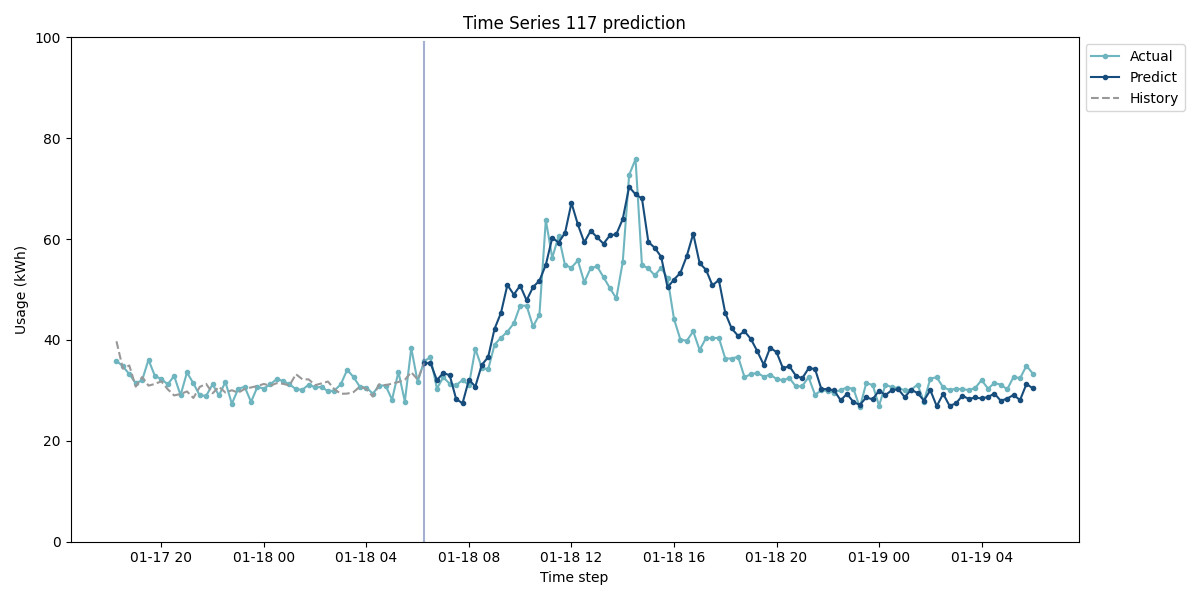 Time Series 117 prediction
100
80
60
40
20
0
Usage (kWh)
01-17 20
01-18 00
01-18 04
01-18 08
01-18 12
01-18 16
01-18 20
01-19 00
01-19 04
Time step
Actual
Predict
History